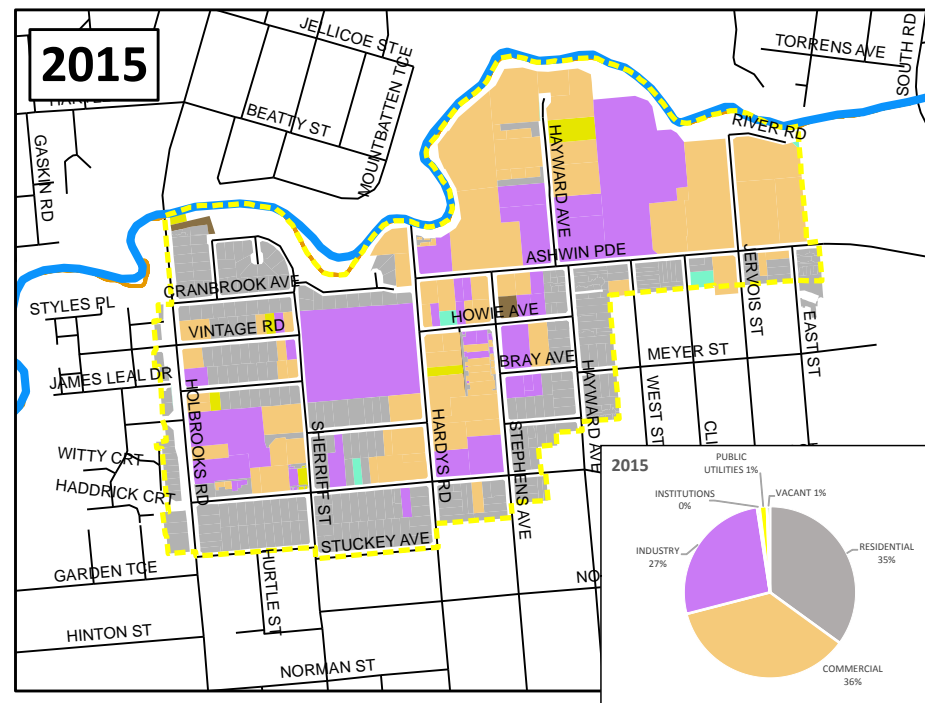 2015
JELLICOE ST
TCE
TORRENS AVE
SOUTH RD
BEATTY ST
MOUNTBATTEN TCE
GASKIN RD
RIVER RD
HAYWARD AVE
ASHWIN PDE
CRANBROOK AVE
JERVOIS ST
STYLES PL
VINTAGE RD
HOWIE AVE
EAST ST
BRAY AVE
MEYER ST
JAMES LEAL DR
HOLBROOKS RD
SHERRIFF ST
HARDYS RD
STEPHENS AVE
HAYWARD AVE
WEST ST
CLI
WITTY CRT
HADDRICK CRT
STUCKEY AVE
GARDEN TCE
HURTLE ST
NO
HINTON ST
NORMAN ST
2015
PUBLIC
UTILITIES 1%
INSTITUTIONS
0%
VACANT 1%
INDUSTRY
27%
RESIDENTIAL
35%
COMMERCIAL
36%